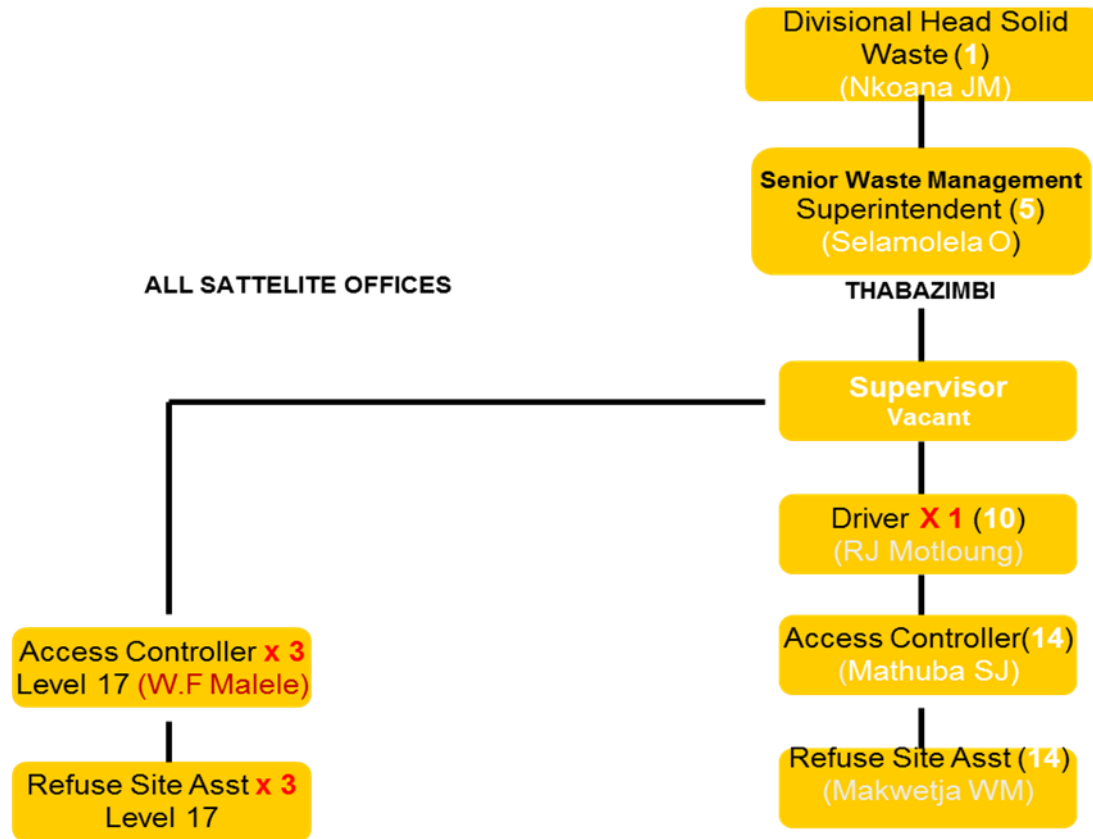 Divisional Head Solid
Waste (1)
(Nkoana JM)
Senior Waste Management
Superintendent (5)
(Selamolela O)
ALL SATTELITE OFFICES
THABAZIMBI
Supervisor
Vacant
Driver X 1 (10)
(RJ Motloung)
Access Controller x 3
Level 17 (W.F Malele)
Access Controller(14)
(Mathuba SJ)
Refuse Site Asst x 3
Level 17
Refuse Site Asst (14)
(Makwetja WM)